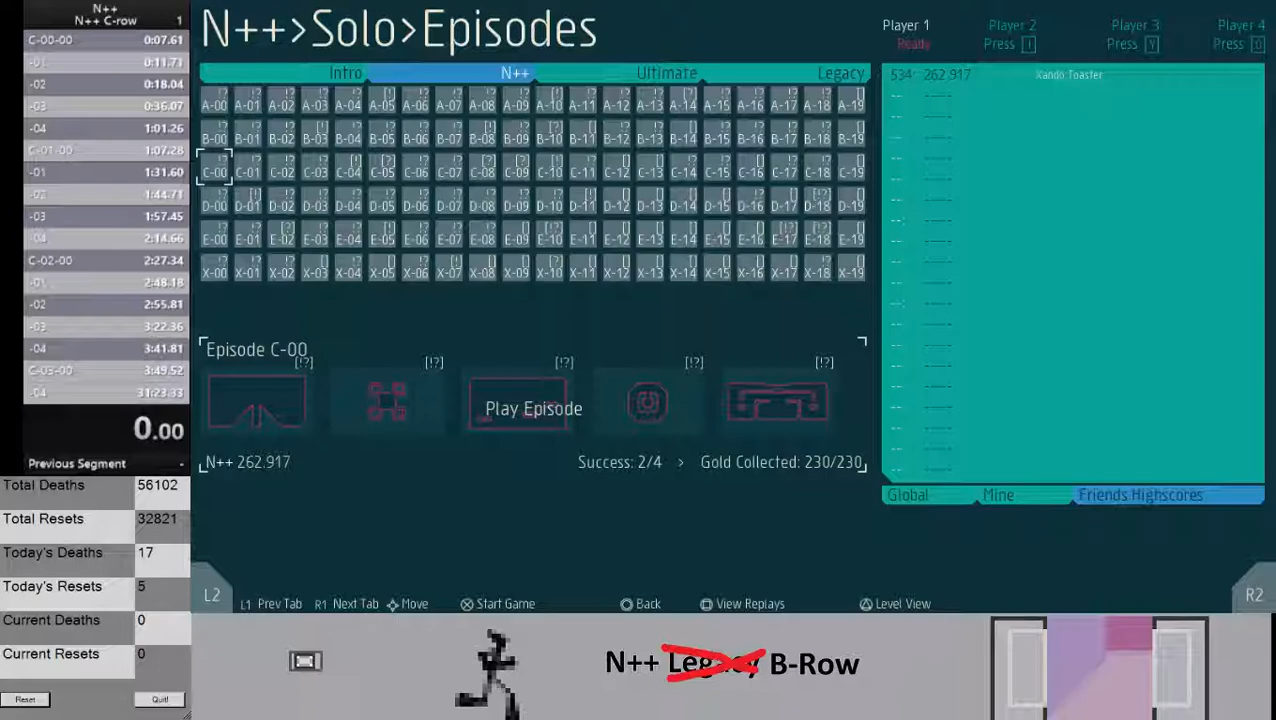 N++
N++ C-row 1
C-00-00 0:07.61
-01 0:11.71
-02 0:18.04
-03 0:36.07
-04 1:01.26
C-01-00 1:07.28
-01 1:31.60
-02 1:44.71
-03 1:57.45
-04 2:14.66
C-02-00 2:27.34
-01 2:48.18
-02 2:55.81
-03 3:22.36
-04 3:41.81
C-03-00 3:49.52
-04 31:23.33
0.00
Previous Segment -
Total Deaths 56102
Total Resets 32821
Today's Deaths 17
Today's Resets 5
Current Deaths 0
Current Resets 0
Reset Quit!
N++>Solo>Episodes
Player 1 Player 2 Player 3 Player 4
Ready Press [I] Press [Y] Press [O]
Intro N++ Ultimate Legacy
A-00 A-01 A-02 A-03 A-04 A-05 A-06 A-07 A-08 A-09 A-10 A-11 A-12 A-13 A-14 A-15 A-16 A-17 A-18 A-19
B-00 B-01 B-02 B-03 B-04 B-05 B-06 B-07 B-08 B-09 B-10 B-11 B-12 B-13 B-14 B-15 B-16 B-17 B-18 B-19
C-00 C-01 C-02 C-03 C-04 C-05 C-06 C-07 C-08 C-09 C-10 C-11 C-12 C-13 C-14 C-15 C-16 C-17 C-18 C-19
D-00 D-01 D-02 D-03 D-04 D-05 D-06 D-07 D-08 D-09 D-10 D-11 D-12 D-13 D-14 D-15 D-16 D-17 D-18 D-19
E-00 E-01 E-02 E-03 E-04 E-05 E-06 E-07 E-08 E-09 E-10 E-11 E-12 E-13 E-14 E-15 E-16 E-17 E-18 E-19
X-00 X-01 X-02 X-03 X-04 X-05 X-06 X-07 X-08 X-09 X-10 X-11 X-12 X-13 X-14 X-15 X-16 X-17 X-18 X-19
534 262.917 Xando Toaster
Episode C-00
[!?] [!?] [!?] [!?] [!?]
Play Episode
N++ 262.917 Success: 2/4 > Gold Collected: 230/230
Global Mine Friends Highscores
L2 L1 Prev Tab R1 Next Tab Move Start Game Back View Replays Level View R2
N++ Legacy B-Row